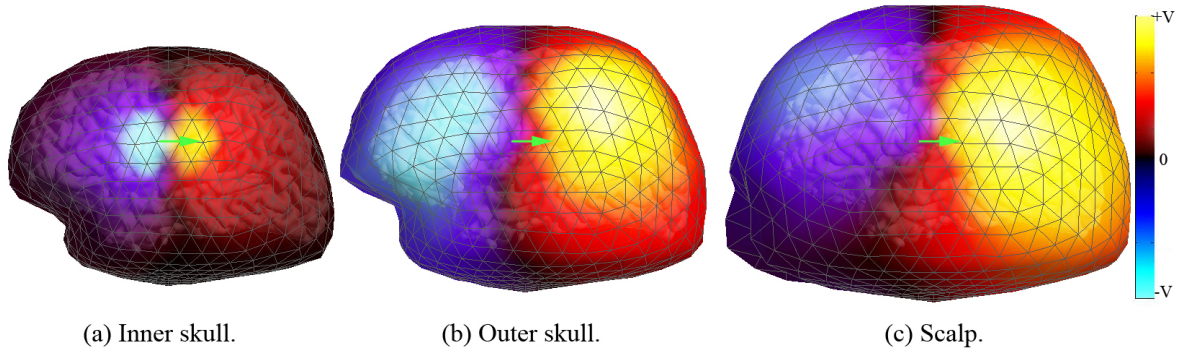 +V
0
-V
(a) Inner skull.
(b) Outer skull.
(c) Scalp.